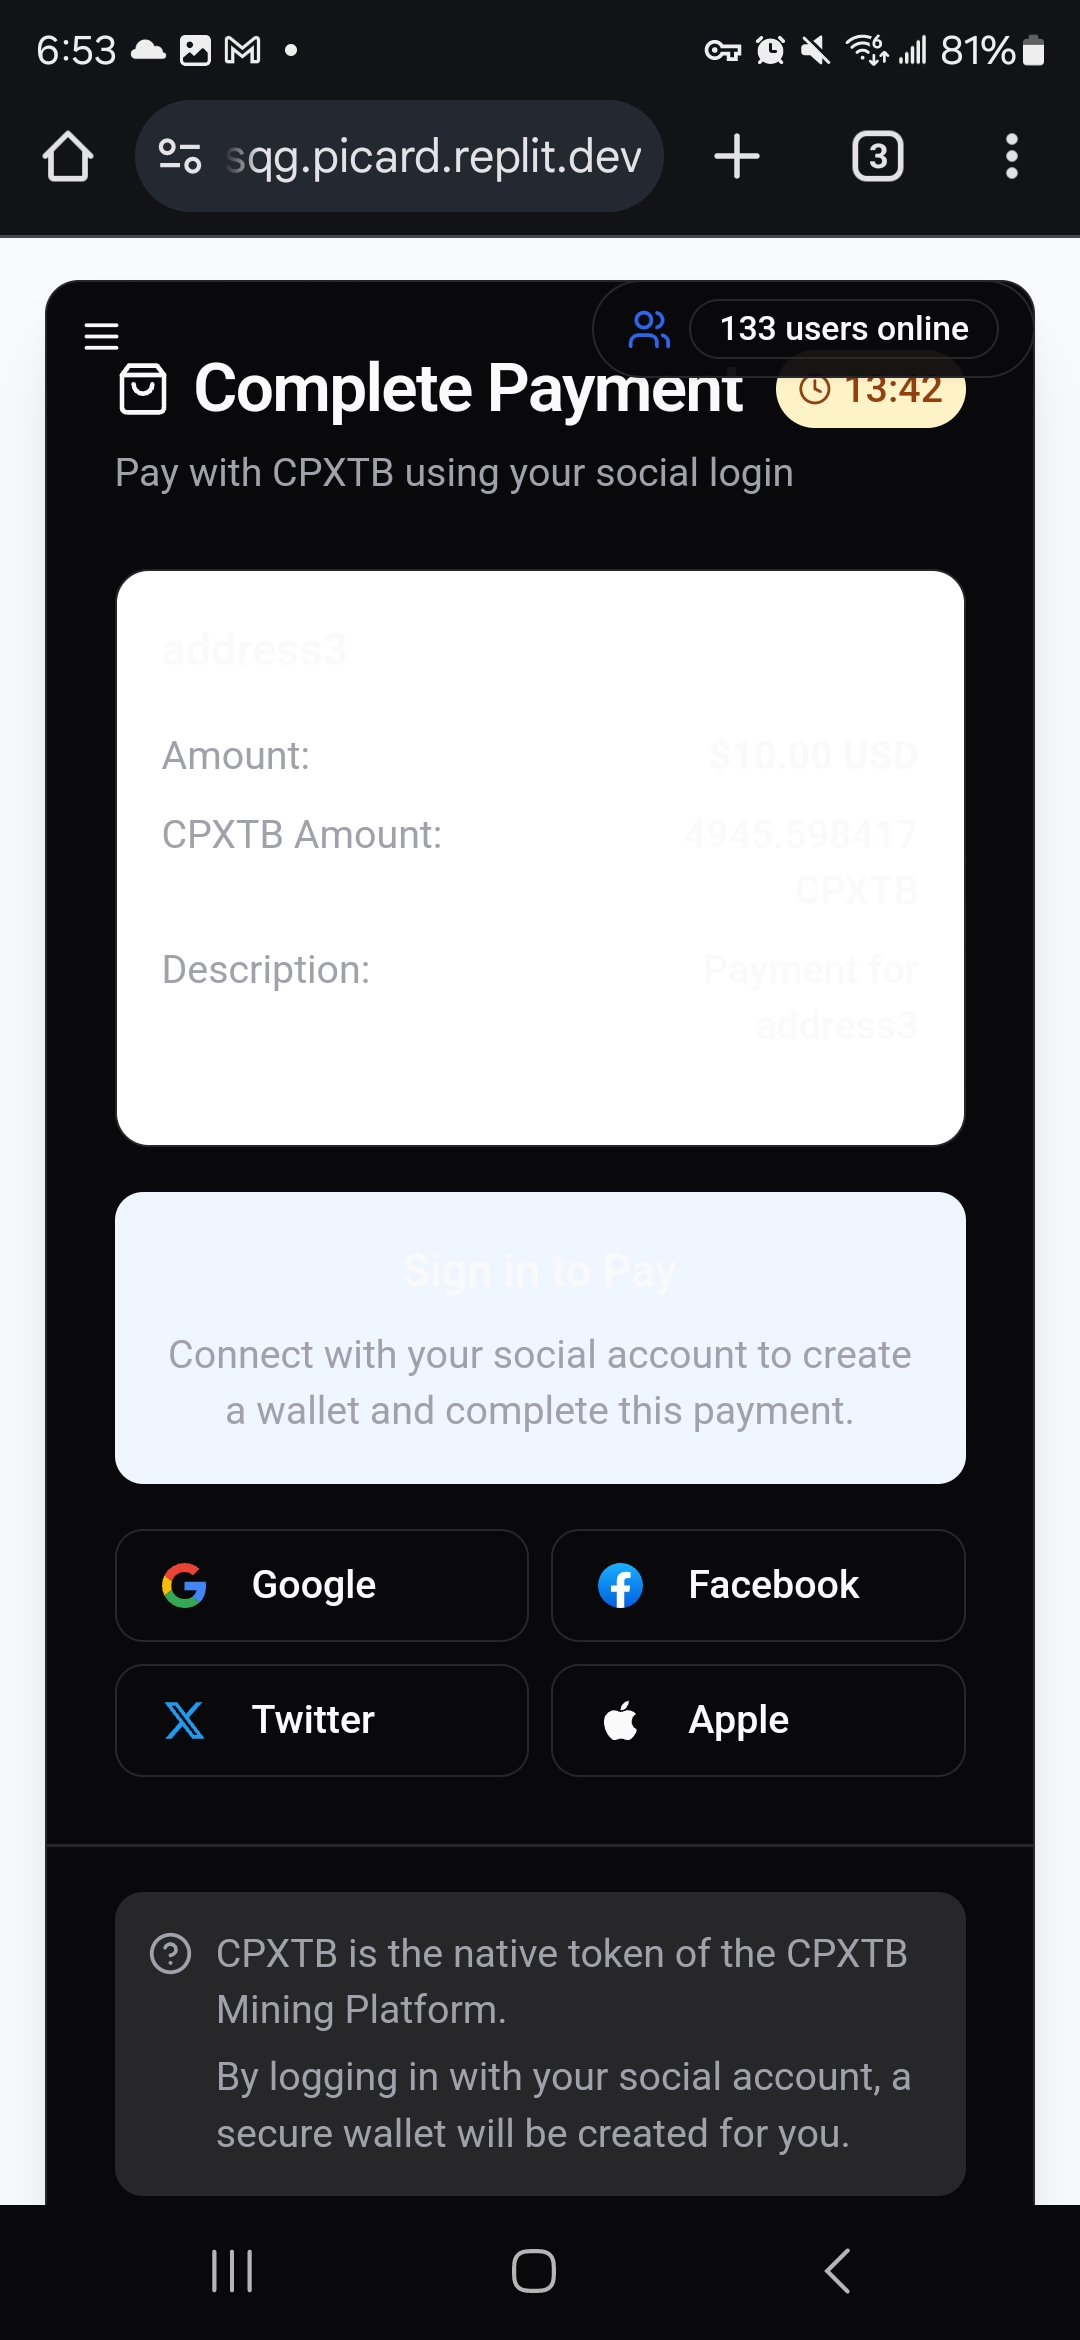 6:53
6
81%
sqg.picard.replit.dev
3
133 users online
Complete Payment
13:42
Pay with CPXTB using your social login
address3
Amount: $10.00 USD
CPXTB Amount: 4945.598417
CPXTB
Description: Payment for
address3
Sign in to Pay
Connect with your social account to create
a wallet and complete this payment.
Google
Facebook
Twitter
Apple
CPXTB is the native token of the CPXTB
Mining Platform.
By logging in with your social account, a
secure wallet will be created for you.